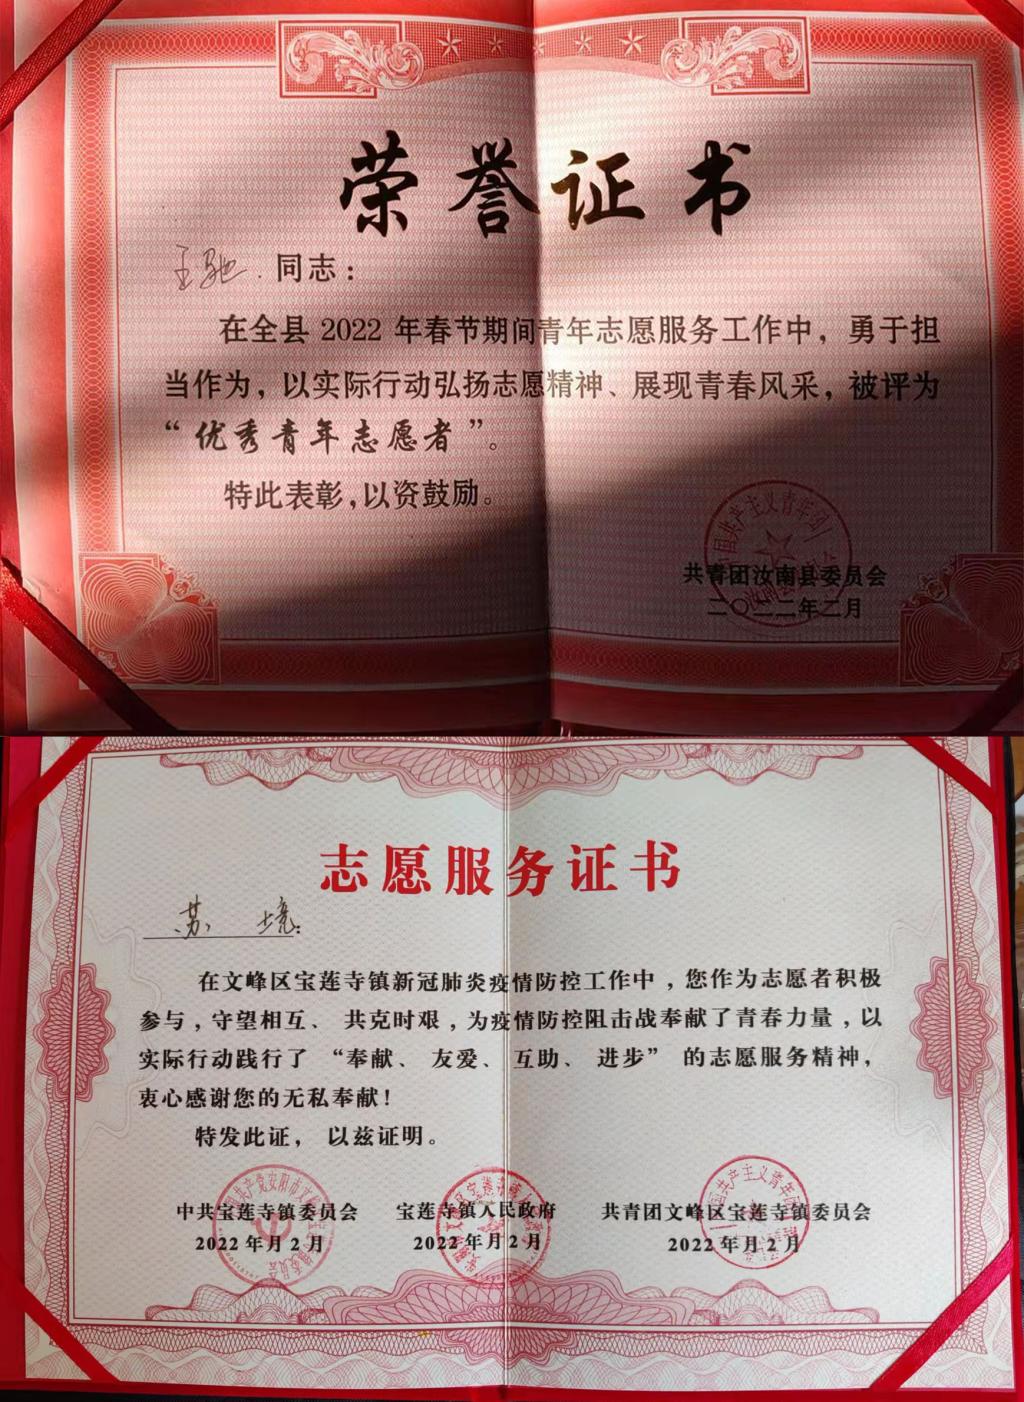 荣誉证书
王驰 同志：
在全县 2022 年春节期间青年志愿服务工作中，勇于担
当作为，以实际行动弘扬志愿精神、展现青春风采，被评为
“优秀青年志愿者”。
特此表彰，以资鼓励。
共青团汝南县委员会
二〇二二年二月
志愿服务证书
苏 境：
在文峰区宝莲寺镇新冠肺炎疫情防控工作中，您作为志愿者积极
参与，守望相互、 共克时艰，为疫情防控阻击战奉献了青春力量，以
实际行动践行了 “奉献、 友爱、 互助、 进步” 的志愿服务精神，
衷心感谢您的无私奉献！
特发此证， 以兹证明。
中共宝莲寺镇委员会 宝莲寺镇人民政府 共青团文峰区宝莲寺镇委员会
2022 年月 2 月 2022 年月 2 月 2022 年月 2 月